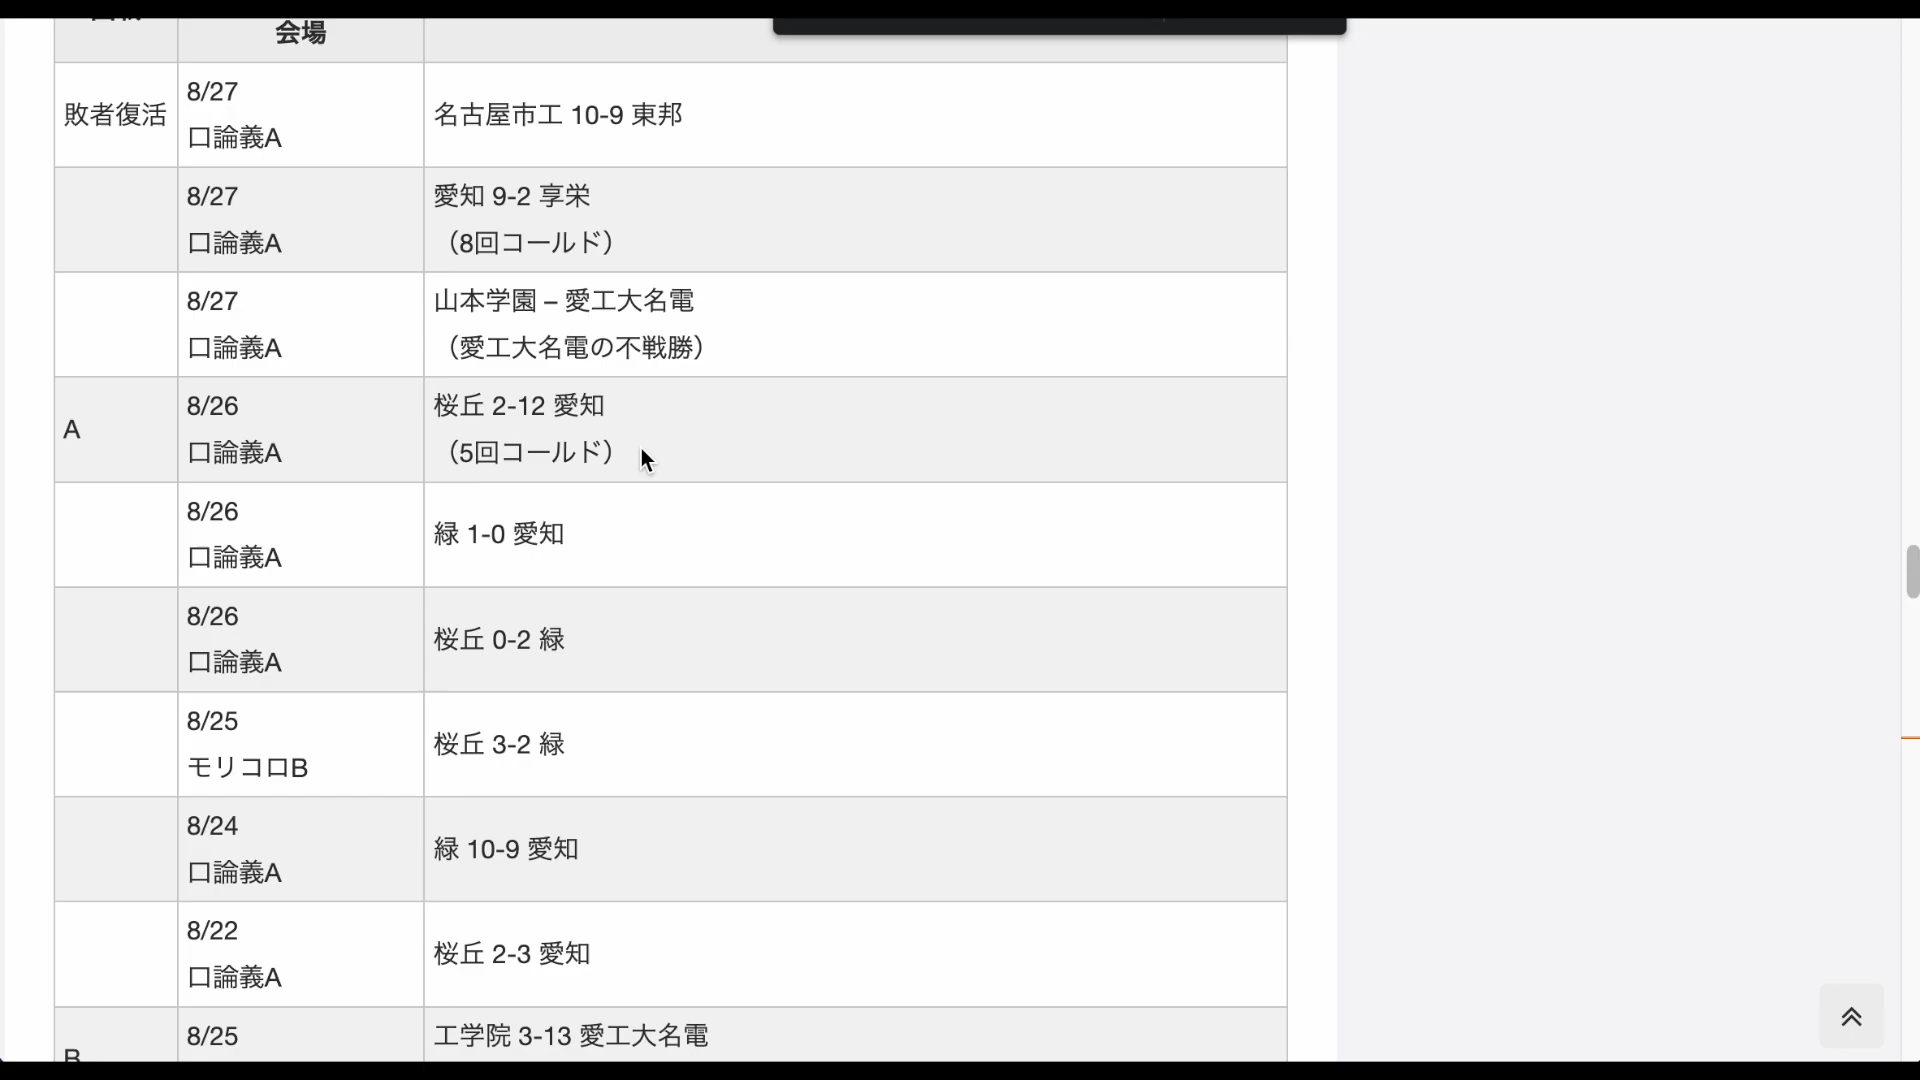 会場
敗者復活
8/27
口論義A
名古屋市工 10-9 東邦
8/27
口論義A
愛知 9-2 享栄
（8回コールド）
8/27
口論義A
山本学園 – 愛工大名電
（愛工大名電の不戦勝）
A
8/26
口論義A
桜丘 2-12 愛知
（5回コールド）
8/26
口論義A
緑 1-0 愛知
8/26
口論義A
桜丘 0-2 緑
8/25
モリコロB
桜丘 3-2 緑
8/24
口論義A
緑 10-9 愛知
8/22
口論義A
桜丘 2-3 愛知
B
8/25
工学院 3-13 愛工大名電